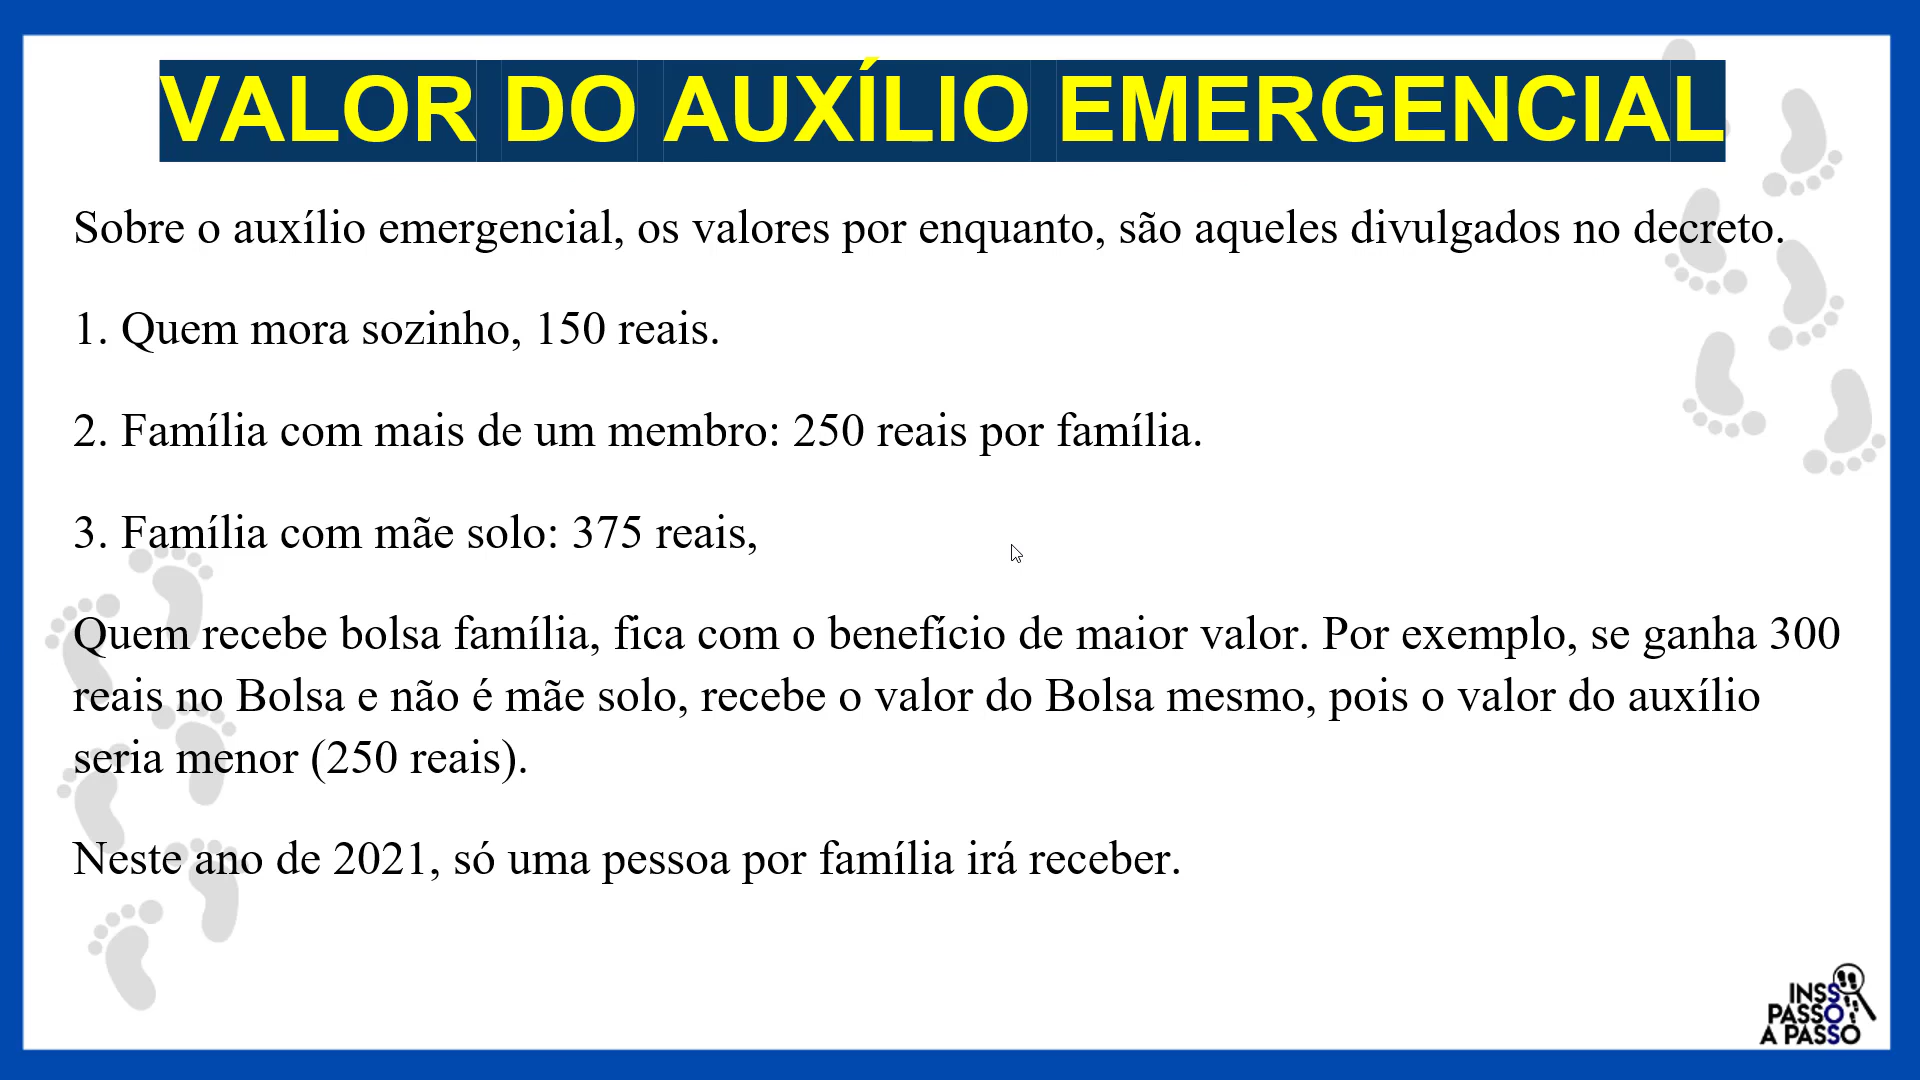 VALOR DO AUXÍLIO EMERGENCIAL
Sobre o auxílio emergencial, os valores por enquanto, são aqueles divulgados no decreto.
1. Quem mora sozinho, 150 reais.
2. Família com mais de um membro: 250 reais por família.
3. Família com mãe solo: 375 reais,
Quem recebe bolsa família, fica com o benefício de maior valor. Por exemplo, se ganha 300
reais no Bolsa e não é mãe solo, recebe o valor do Bolsa mesmo, pois o valor do auxílio
seria menor (250 reais).
Neste ano de 2021, só uma pessoa por família irá receber.
INSS
PASSO
A PASSO